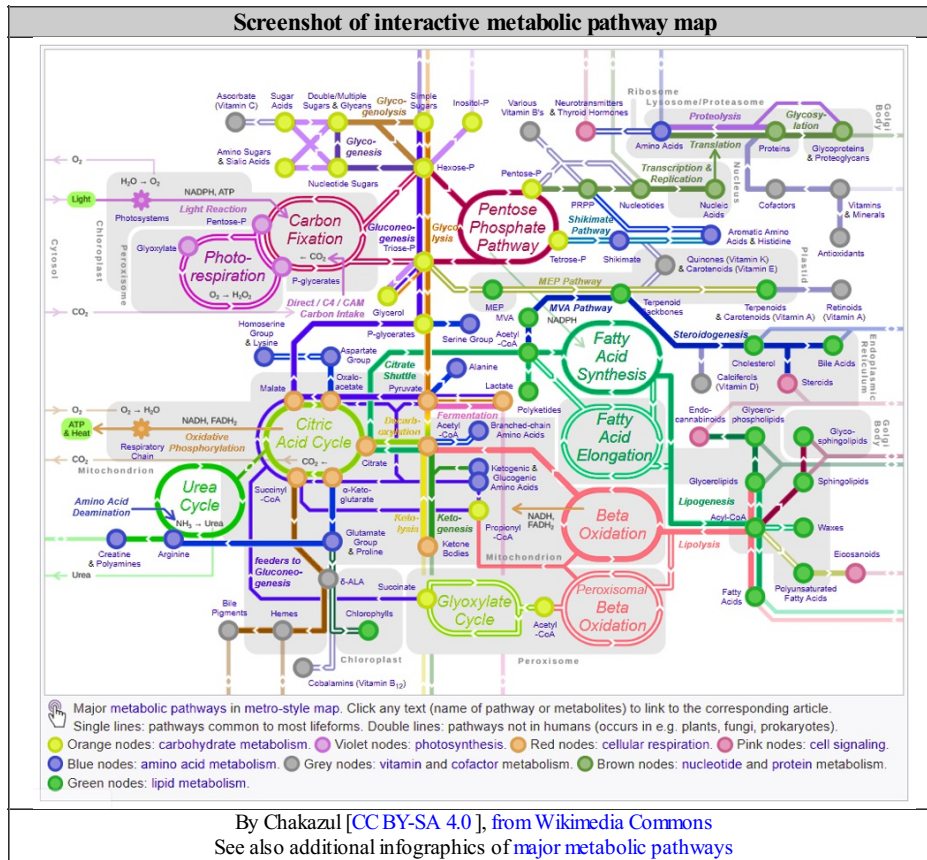 Screenshot of interactive metabolic pathway map
Ascorbate
(Vitamin C)
Sugar
Acids
Double/Multiple
Sugars & Glycans
Glyco-
genolysis
Simple
Sugars
Inositol-P
Various
Vitamin B's
Neurotransmitters
& Thyroid Hormones
Ribosome
Lysosome/Proteasome
Proteolysis
Glycosy-
lation
Golgi
Body
Amino Acids
Translation
Proteins
Glycoproteins
& Proteoglycans
Amino Sugars
& Sialic Acids
Glyco-
genesis
Nucleotide Sugars
Hexose-P
Transcription &
Replication
Nucleus
O₂
H₂O → O₂
Light
NADPH, ATP
Photosystems
Light Reaction
Pentose-P
Carbon
Fixation
← CO₂
Gluconeo-
genesis
Glyco
lysis
Triose-P
Pentose-P
Pentose
Phosphate
Pathway
Tetrose-P
PRPP
Nucleotides
Nucleic
Acids
Cofactors
Vitamins
& Minerals
Antioxidants
Shikimate
Pathway
Shikimate
Aromatic Amino
Acids & Histidine
Cytosol
Chloroplast
Peroxisome
Glyoxylate
Photo-
respiration
O₂ → H₂O₂
P-glycerates
Direct / C4 / CAM
Carbon Intake
CO₂
Quinones (Vitamin K)
& Carotenoids (Vitamin E)
Plastid
MEP Pathway
MEP
MVA
MVA Pathway
Terpenoid
Backbones
Terpenoids
& Carotenoids (Vitamin A)
Retinoids
(Vitamin A)
Glycerol
P-glycerates
Serine Group
Acetyl
-CoA
NADPH
Fatty
Acid
Synthesis
Steroidogenesis
Cholesterol
Bile Acids
Calciferols
(Vitamin D)
Steroids
Endoplasmic
Reticulum
Homoserine
Group
& Lysine
Aspartate
Group
Citrate
Shuttle
Alanine
Malate
Oxalo-
acetate
Pyruvate
Lactate
Fermentation
Polyketides
O₂
O₂ → H₂O
ATP
& Heat
NADH, FADH₂
Respiratory
Chain
Oxidative
Phosphorylation
CO₂
Mitochondrion
Citric
Acid Cycle
CO₂ ←
Citrate
Decarb-
oxylation
Acetyl
-CoA
Branched-chain
Amino Acids
Fatty
Acid
Elongation
Endo-
cannabinoids
Glycero-
phospholipids
Glyco-
sphingolipids
Golgi
Body
Glycerolipids
Sphingolipids
Succinyl
-CoA
α-Keto-
glutarate
Ketogenic &
Glucogenic
Amino Acids
Lipogenesis
Acyl-CoA
Waxes
Urea
Cycle
Amino Acid
Deamination
NH₃ → Urea
Keto-
lysis
Keto-
genesis
Propionyl
-CoA
NADH,
FADH₂
Beta
Oxidation
Lipolysis
Mitochondrion
Creatine
& Polyamines
Arginine
Glutamate
Group
& Proline
Ketone
Bodies
Eicosanoids
Polyunsaturated
Fatty Acids
Fatty
Acids
Urea
feeders to
Gluconeo-
genesis
δ-ALA
Succinate
Glyoxylate
Cycle
Acetyl
-CoA
Peroxisomal
Beta
Oxidation
Bile
Pigments
Hemes
Chlorophylls
Chloroplast
Peroxisome
Cobalamins (Vitamin B₁₂)
Major metabolic pathways in metro-style map. Click any text (name of pathway or metabolites) to link to the corresponding article.
Single lines: pathways common to most lifeforms. Double lines: pathways not in humans (occurs in e.g. plants, fungi, prokaryotes).
Orange nodes: carbohydrate metabolism. Violet nodes: photosynthesis. Red nodes: cellular respiration. Pink nodes: cell signaling.
Blue nodes: amino acid metabolism. Grey nodes: vitamin and cofactor metabolism. Brown nodes: nucleotide and protein metabolism.
Green nodes: lipid metabolism.
By Chakazul [CC BY-SA 4.0 ], from Wikimedia Commons
See also additional infographics of major metabolic pathways